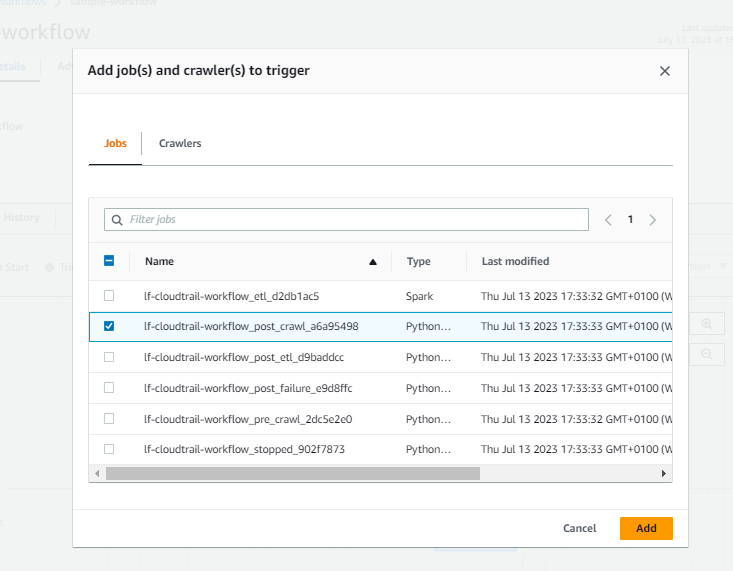 workflows > sample-workflow
-workflow
Last updated
July 13, 2023 at 1
etails
Ad
Add job(s) and crawler(s) to trigger
flow
Jobs
Crawlers
History
Filter jobs
1
Start
Tri
tion
Name
Type
Last modified
lf-cloudtrail-workflow_etl_d2db1ac5 Spark Thu Jul 13 2023 17:33:32 GMT+0100 (W
lf-cloudtrail-workflow_post_crawl_a6a95498 Python... Thu Jul 13 2023 17:33:33 GMT+0100 (W
lf-cloudtrail-workflow_post_etl_d9baddcc Python... Thu Jul 13 2023 17:33:33 GMT+0100 (W
lf-cloudtrail-workflow_post_failure_e9d8ffc Python... Thu Jul 13 2023 17:33:33 GMT+0100 (W
lf-cloudtrail-workflow_pre_crawl_2dc5e2e0 Python... Thu Jul 13 2023 17:33:32 GMT+0100 (W
lf-cloudtrail-workflow_stopped_902f7873 Python... Thu Jul 13 2023 17:33:33 GMT+0100 (W
Cancel
Add